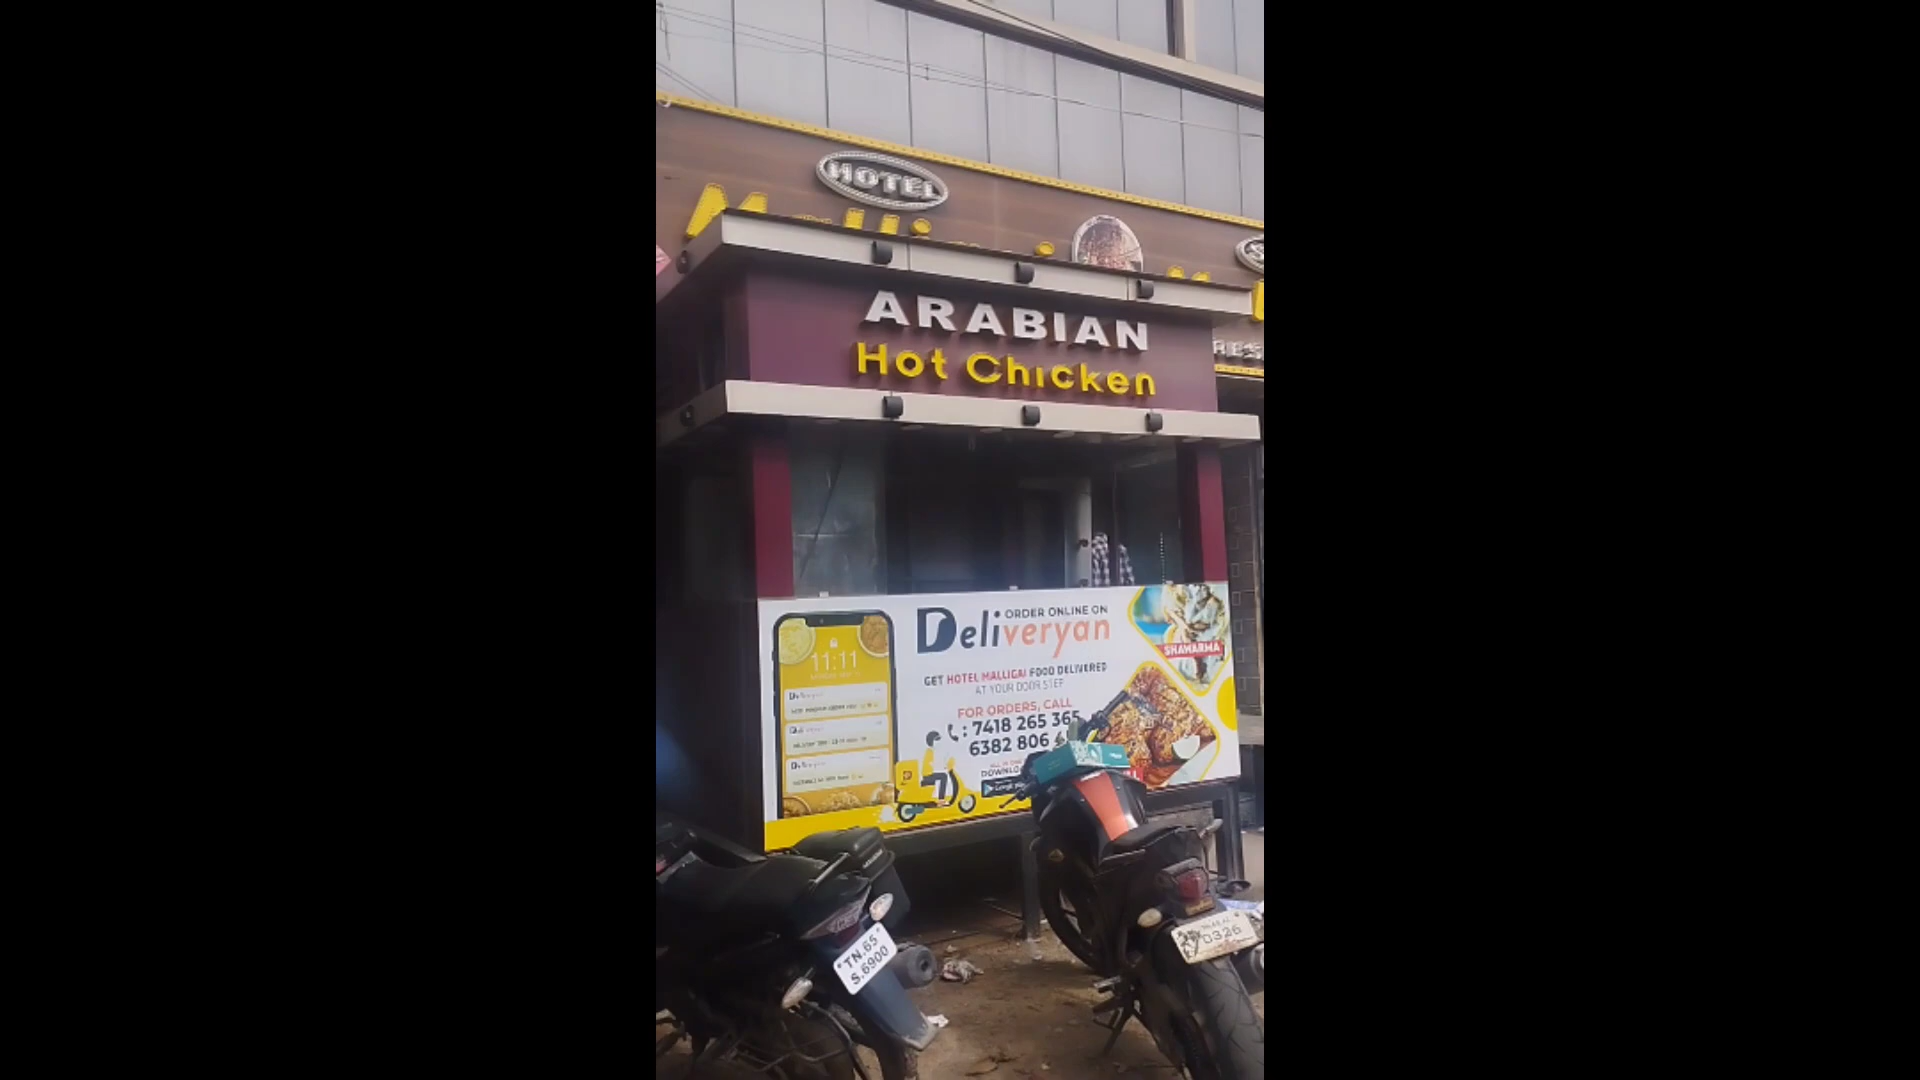 HOTEL
ARABIAN
Hot Chicken
ORDER ONLINE ON
Deliveryan
GET HOTEL MALLIGAI FOOD DELIVERED
AT YOUR DOOR STEP
FOR ORDERS, CALL
: 7418 265 365
6382 806
11:11
SHAWARMA
TN.65
S.6900
0326